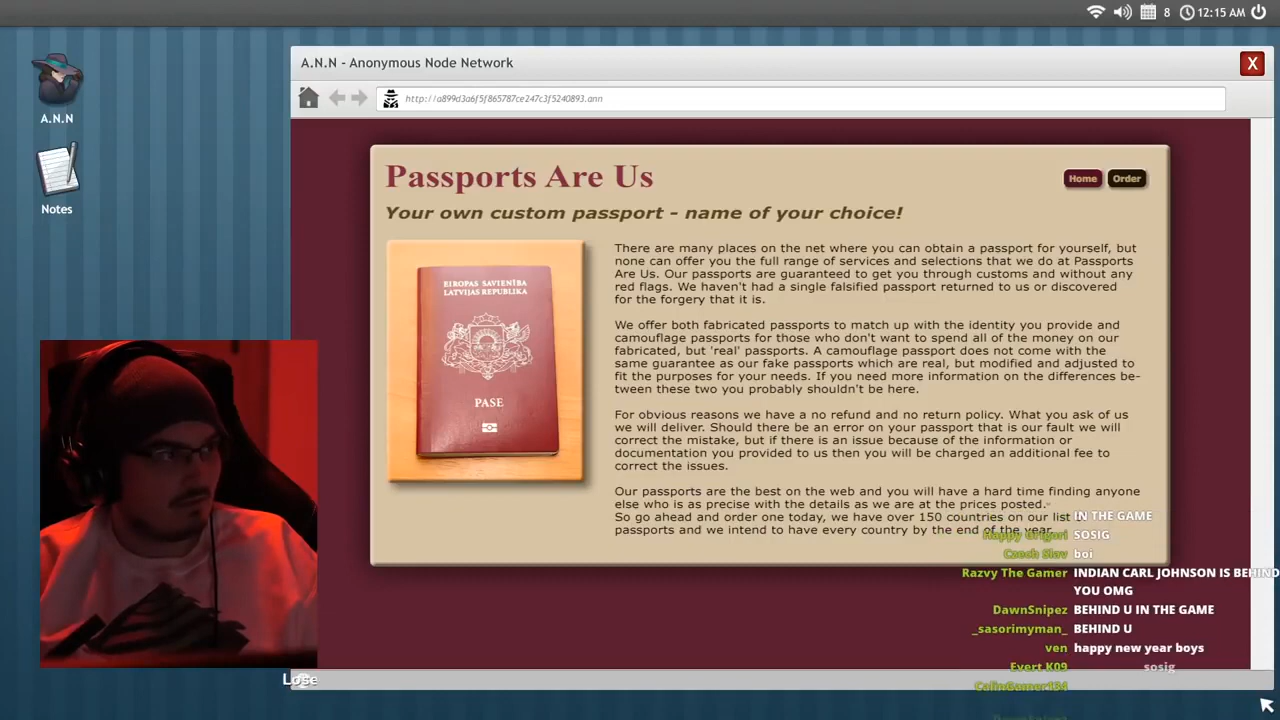 8 12:15 AM
A.N.N - Anonymous Node Network
X
http://a899d3a6f5f865787ce247c3f5240893.ann
A.N.N
Notes
Passports Are Us
Home Order
Your own custom passport - name of your choice!
EIROPAS SAVIENĪBA
LATVIJAS REPUBLIKA
PASE
There are many places on the net where you can obtain a passport for yourself, but
none can offer you the full range of services and selections that we do at Passports
Are Us. Our passports are guaranteed to get you through customs and without any
red flags. We haven't had a single falsified passport returned to us or discovered
for the forgery that it is.
We offer both fabricated passports to match up with the identity you provide and
camouflage passports for those who don't want to spend all of the money on our
fabricated, but 'real' passports. A camouflage passport does not come with the
same guarantee as our fake passports which are real, but modified and adjusted to
fit the purposes for your needs. If you need more information on the differences be-
tween these two you probably shouldn't be here.
For obvious reasons we have a no refund and no return policy. What you ask of us
we will deliver. Should there be an error on your passport that is our fault we will
correct the mistake, but if there is an issue because of the information or
documentation you provided to us then you will be charged an additional fee to
correct the issues.
Our passports are the best on the web and you will have a hard time finding anyone
else who is as precise with the details as we are at the prices posted.
So go ahead and order one today, we have over 150 countries on our list
passports and we intend to have every country by the end of the year.
IN THE GAME
Happy Grigori SOSIG
Czech Slav boi
Razvy The Gamer INDIAN CARL JOHNSON IS BEHIND
YOU OMG
DawnSnipez BEHIND U IN THE GAME
_sasorimyman_ BEHIND U
ven happy new year boys
Evert K09 sosig
Lose